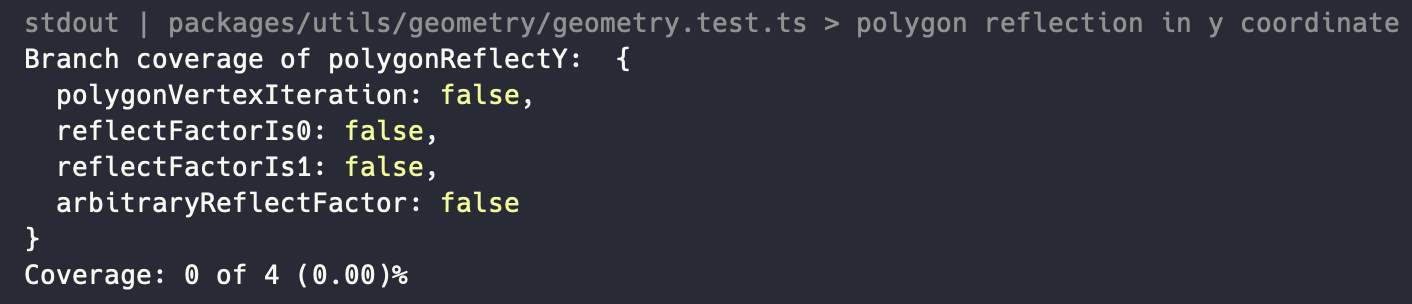 stdout | packages/utils/geometry/geometry.test.ts > polygon reflection in y coordinate
Branch coverage of polygonReflectY:  {
  polygonVertexIteration: false,
  reflectFactorIs0: false,
  reflectFactorIs1: false,
  arbitraryReflectFactor: false
}
Coverage: 0 of 4 (0.00)%